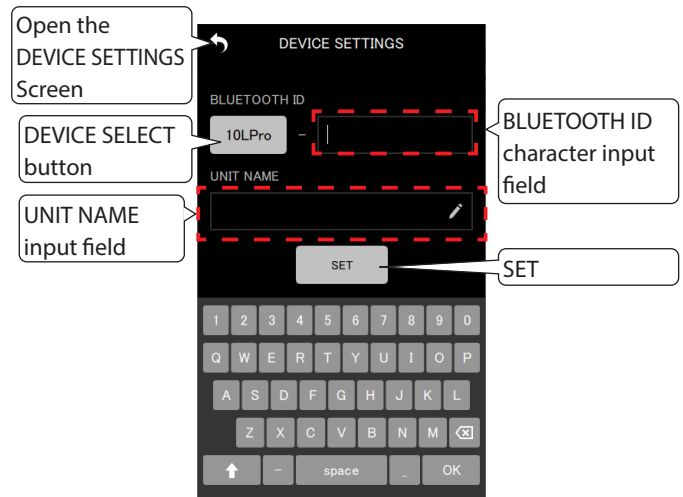 Open the
DEVICE SETTINGS
Screen
DEVICE SETTINGS
BLUETOOTH ID
DEVICE SELECT
button
10LPro -
BLUETOOTH ID
character input
field
UNIT NAME
UNIT NAME
input field
SET
SET
1 2 3 4 5 6 7 8 9 0
Q W E R T Y U I O P
A S D F G H J K L
Z X C V B N M
- space _ OK